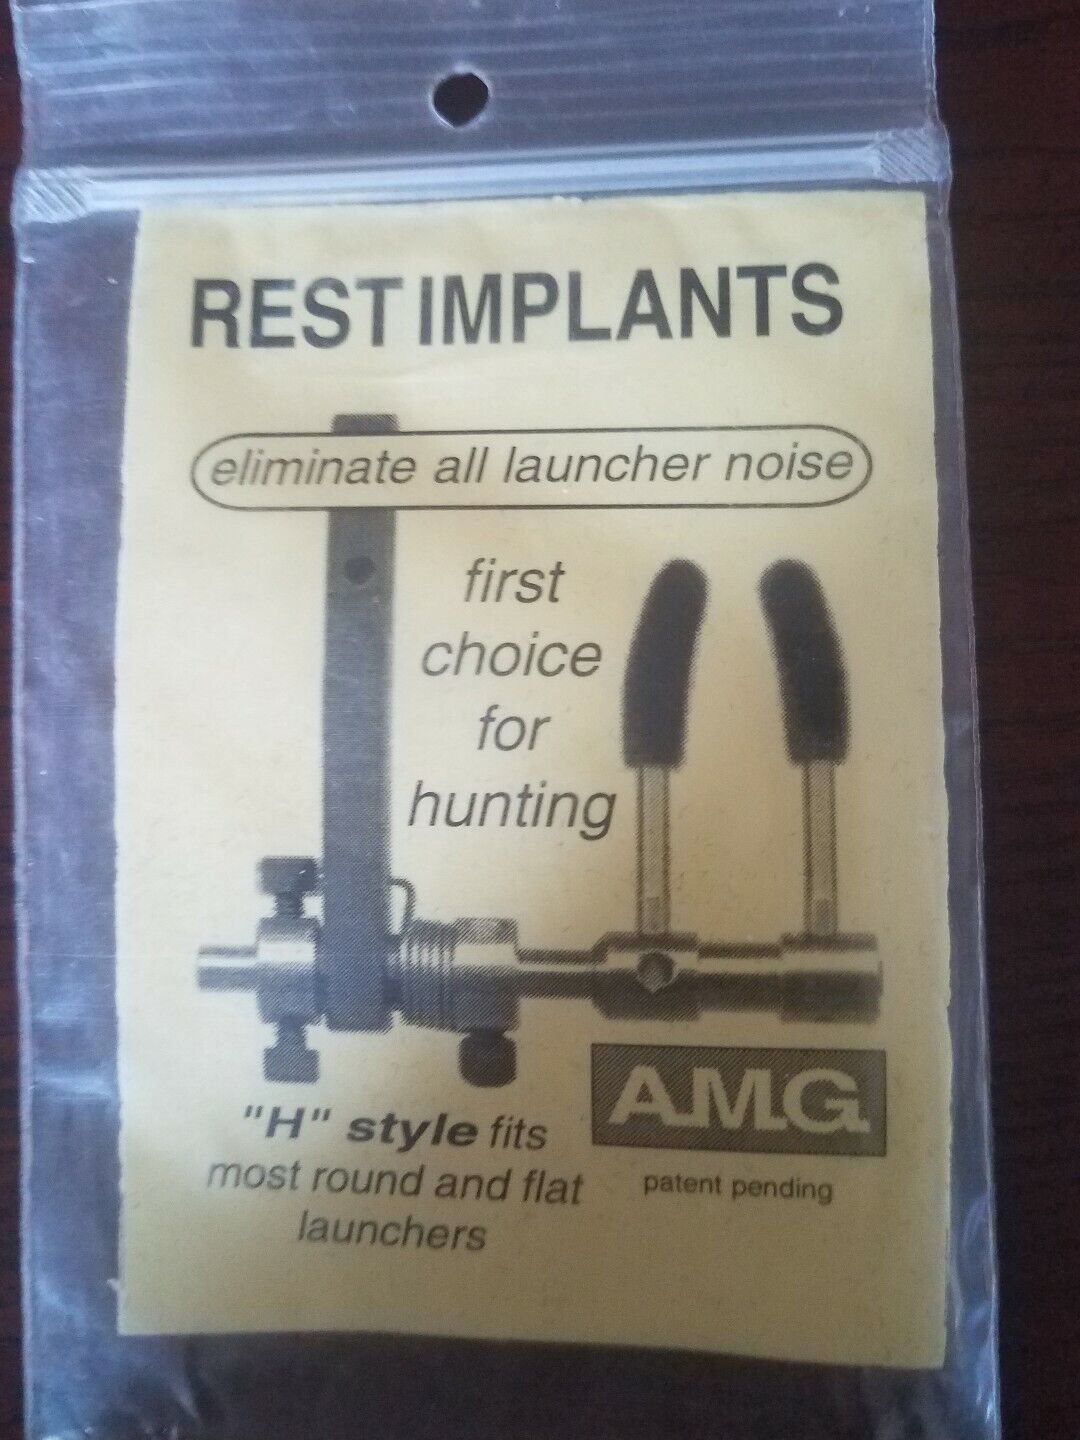 REST IMPLANTS
eliminate all launcher noise
first
choice
for
hunting
"H" style fits
most round and flat
launchers
AMG
patent pending